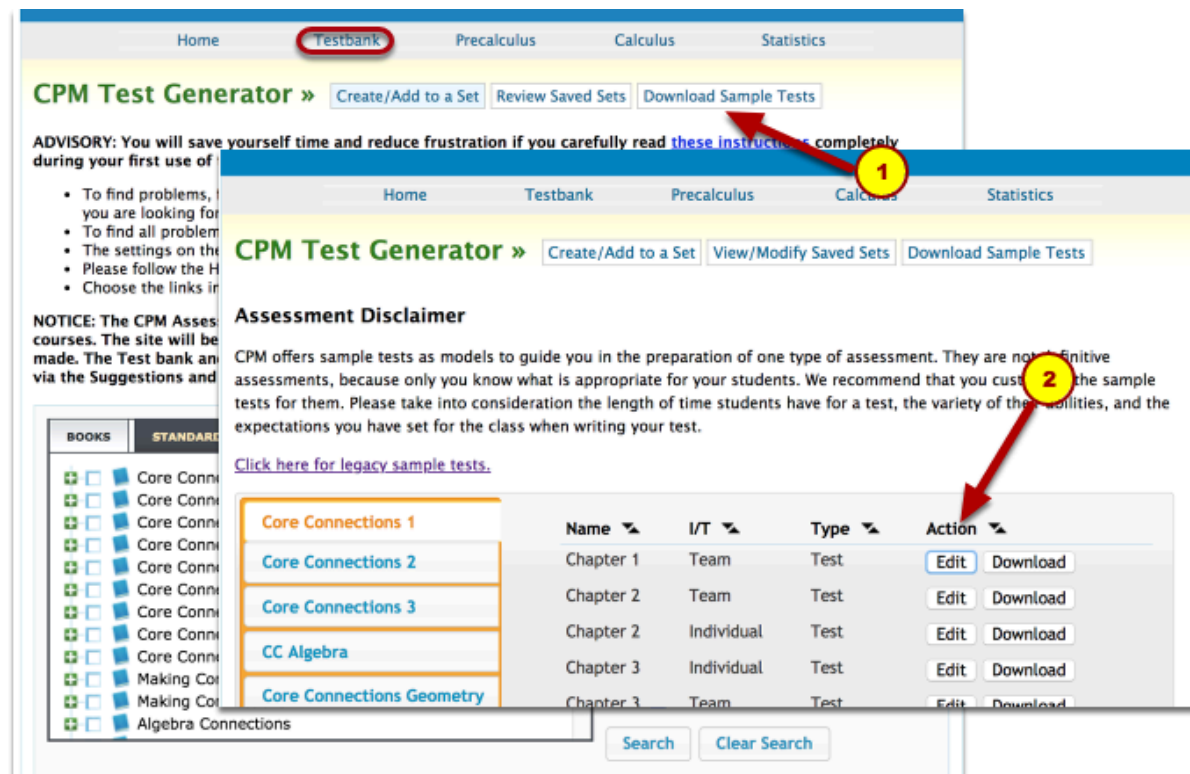 Home Testbank Precalculus Calculus Statistics
CPM Test Generator » Create/Add to a Set Review Saved Sets Download Sample Tests
ADVISORY: You will save yourself time and reduce frustration if you carefully read these instructions completely
during your first use of
To find problems,
you are looking for
To find all problem
The settings on the
Please follow the H
Choose the links in
NOTICE: The CPM Asses
courses. The site will be
made. The Test bank an
via the Suggestions and
BOOKS STANDARD
Core Conn
Core Conn
Core Conn
Core Conn
Core Conn
Core Conn
Core Conn
Core Conn
Core Conn
Making Co
Making Co
Algebra Connections
Search Clear Search
1
Home Testbank Precalculus Calculus Statistics
CPM Test Generator » Create/Add to a Set View/Modify Saved Sets Download Sample Tests
Assessment Disclaimer
CPM offers sample tests as models to guide you in the preparation of one type of assessment. They are not definitive
assessments, because only you know what is appropriate for your students. We recommend that you the sample
tests for them. Please take into consideration the length of time students have for a test, the variety of their abilities, and the
expectations you have set for the class when writing your test.
Click here for legacy sample tests.
2
Core Connections 1
Core Connections 2
Core Connections 3
CC Algebra
Core Connections Geometry
Name I/T Type Action
Chapter 1 Team Test Edit Download
Chapter 2 Team Test Edit Download
Chapter 2 Individual Test Edit Download
Chapter 3 Individual Test Edit Download
Chapter 3 Team Test Edit Download